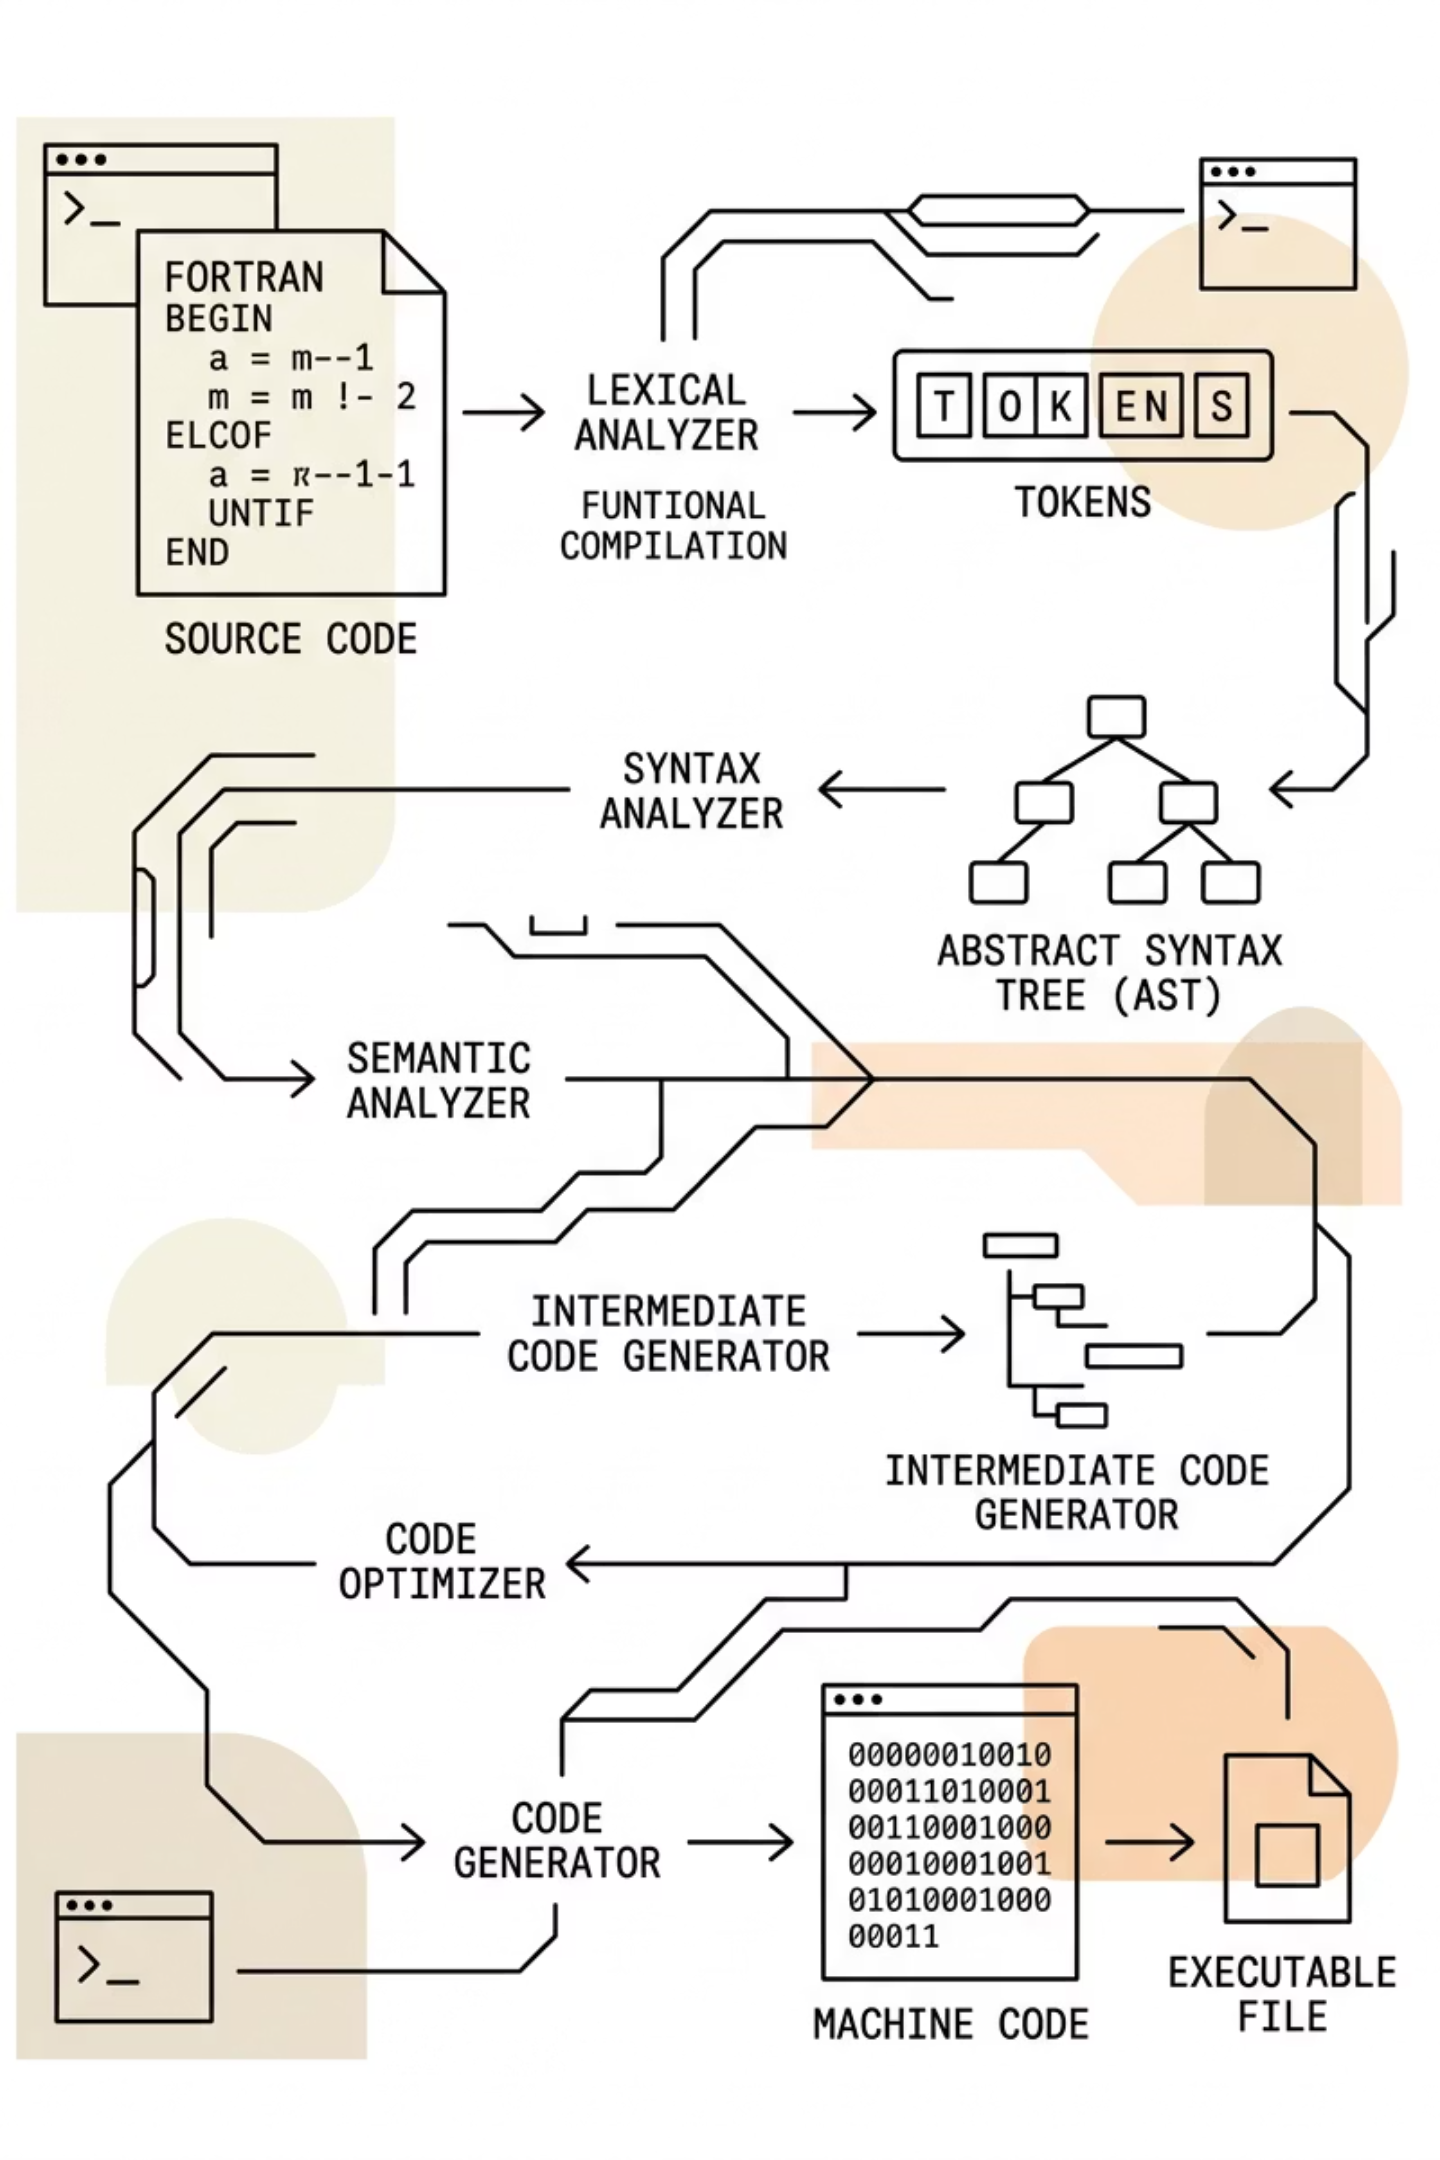 >_
FORTRAN
BEGIN
a = m--1
m = m !- 2
ELCOF
a = --1-1
UNTIF
END
SOURCE CODE
LEXICAL
ANALYZER
FUNTIONAL
COMPILATION
>_
T O K EN S
TOKENS
SYNTAX
ANALYZER
ABSTRACT SYNTAX
TREE (AST)
SEMANTIC
ANALYZER
INTERMEDIATE
CODE GENERATOR
INTERMEDIATE CODE
GENERATOR
CODE
OPTIMIZER
CODE
GENERATOR
>_
00000010010
00011010001
00110001000
00010001001
01010001000
00011
MACHINE CODE
EXECUTABLE
FILE